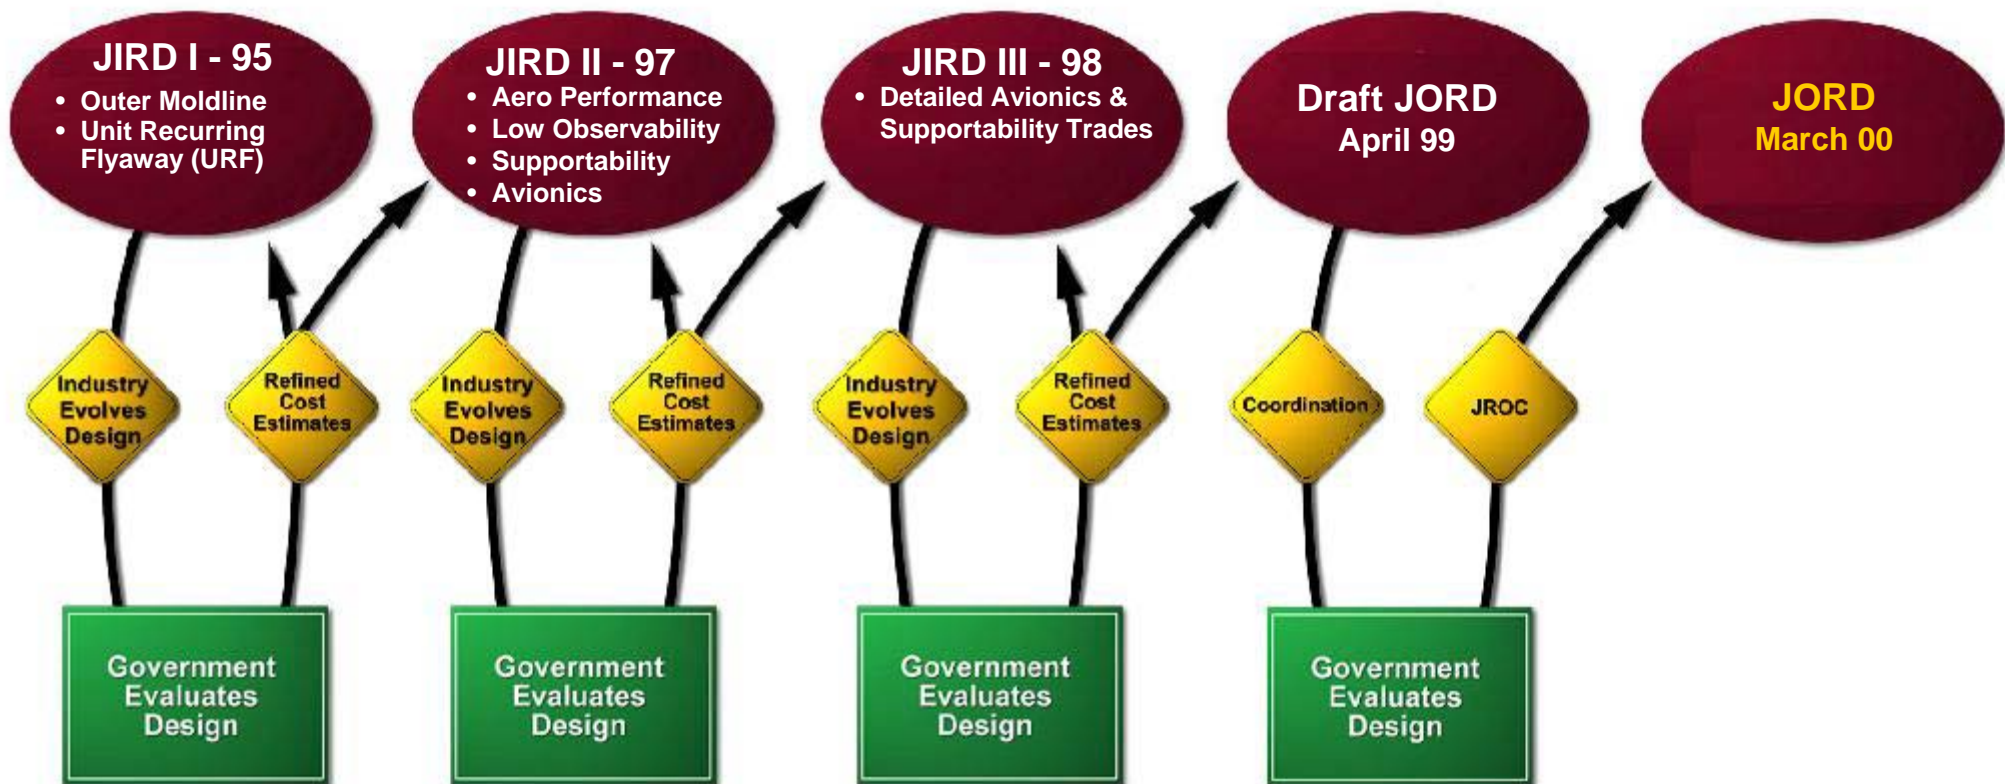 JIRD I - 95
• Outer Moldline
• Unit Recurring
Flyaway (URF)
JIRD II - 97
• Aero Performance
• Low Observability
• Supportability
• Avionics
JIRD III - 98
• Detailed Avionics &
Supportability Trades
Draft JORD
April 99
JORD
March 00
Industry
Evolves
Design
Refined
Cost
Estimates
Industry
Evolves
Design
Refined
Cost
Estimates
Industry
Evolves
Design
Refined
Cost
Estimates
Coordination
JROC
Government
Evaluates
Design
Government
Evaluates
Design
Government
Evaluates
Design
Government
Evaluates
Design